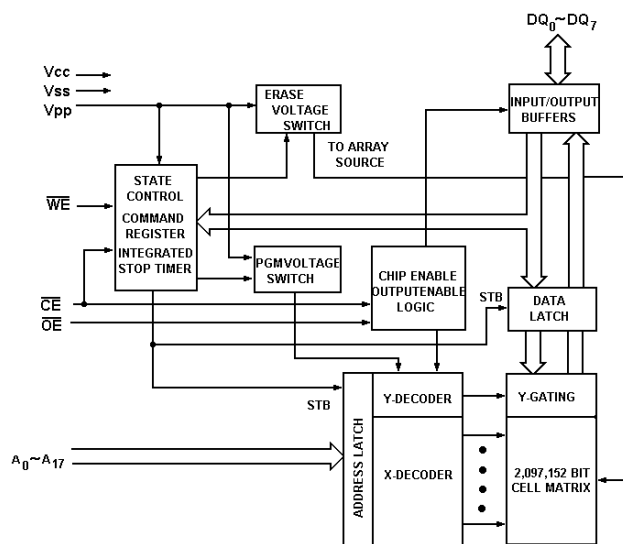 DQ0~DQ7
Vcc
Vss
Vpp
ERASE
VOLTAGE
SWITCH
INPUT/OUTPUT
BUFFERS
TO ARRAY
SOURCE
STATE
CONTROL
COMMAND
REGISTER
INTEGRATED
STOP TIMER
WE
PGMVOLTAGE
SWITCH
CHIP ENABLE
OUTPUTENABLE
LOGIC
CE
OE
STB
DATA
LATCH
STB
ADDRESS LATCH
Y-DECODER
Y-GATING
A0~A17
X-DECODER
2,097,152 BIT
CELL MATRIX